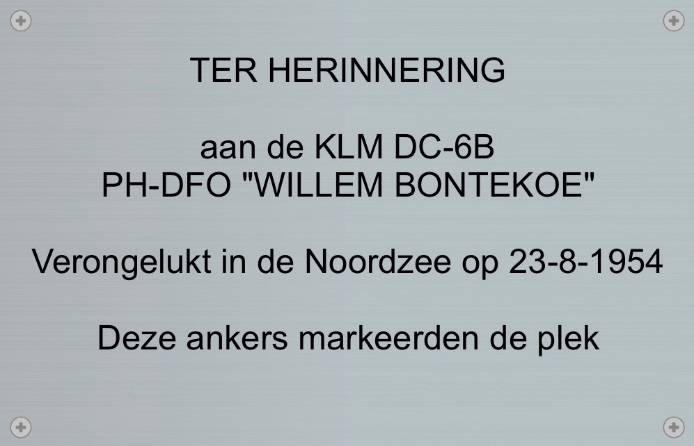 TER HERINNERING
aan de KLM DC-6B
PH-DFO "WILLEM BONTEKOE"
Verongelukt in de Noordzee op 23-8-1954
Deze ankers markeerden de plek